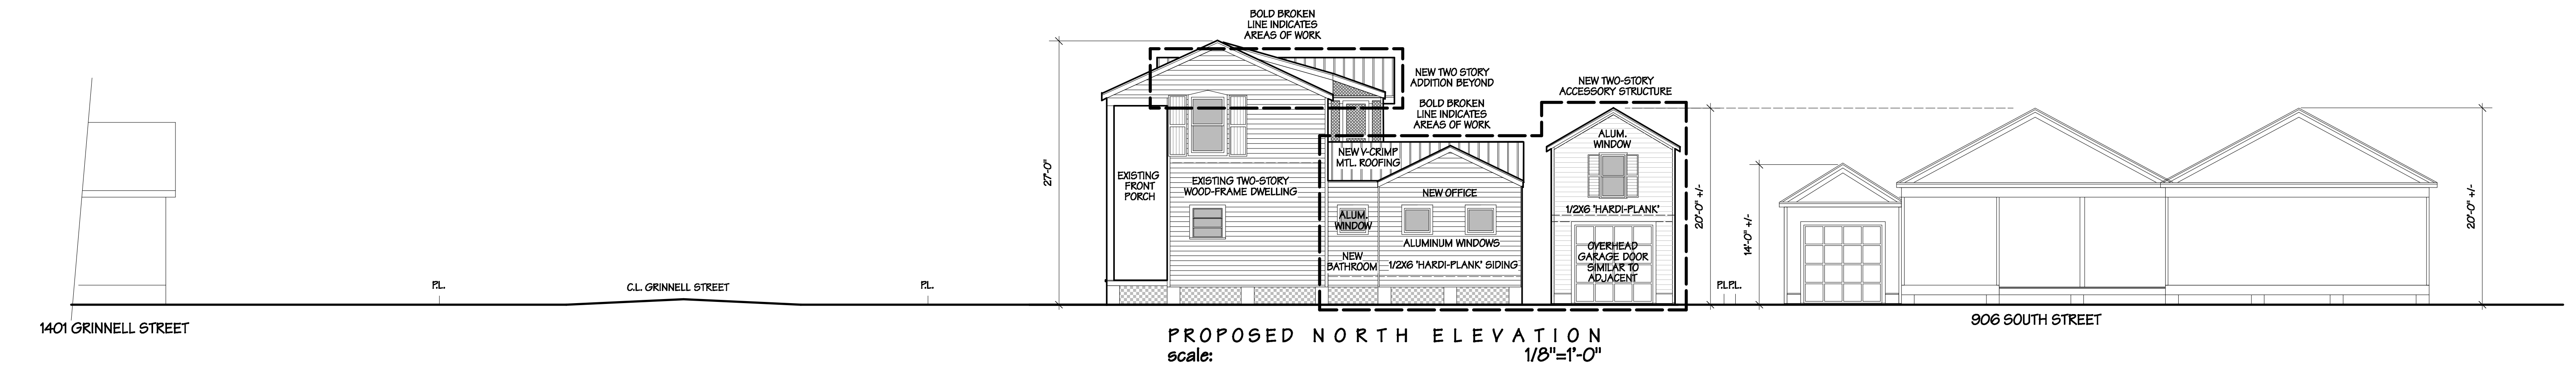 BOLD BROKEN
LINE INDICATES
AREAS OF WORK
NEW TWO STORY
ADDITION BEYOND
BOLD BROKEN
LINE INDICATES
AREAS OF WORK
NEW TWO-STORY
ACCESSORY STRUCTURE
27'-0"
EXISTING
FRONT
PORCH
EXISTING TWO-STORY
WOOD-FRAME DWELLING
NEW V-CRIMP
MTL. ROOFING
NEW OFFICE
ALUM.
WINDOW
ALUMINUM WINDOWS
NEW
BATHROOM
1/2X6 "HARDI-PLANK" SIDING
ALUM.
WINDOW
1/2X6 "HARDI-PLANK"
OVERHEAD
GARAGE DOOR
SIMILAR TO
ADJACENT
20'-0" +/-
14'-0" +/-
20'-0" +/-
P.L.
C.L. GRINNELL STREET
P.L.
P.L.
P.L.
1401 GRINNELL STREET
906 SOUTH STREET
PROPOSED NORTH ELEVATION
scale: 1/8"=1'-0"